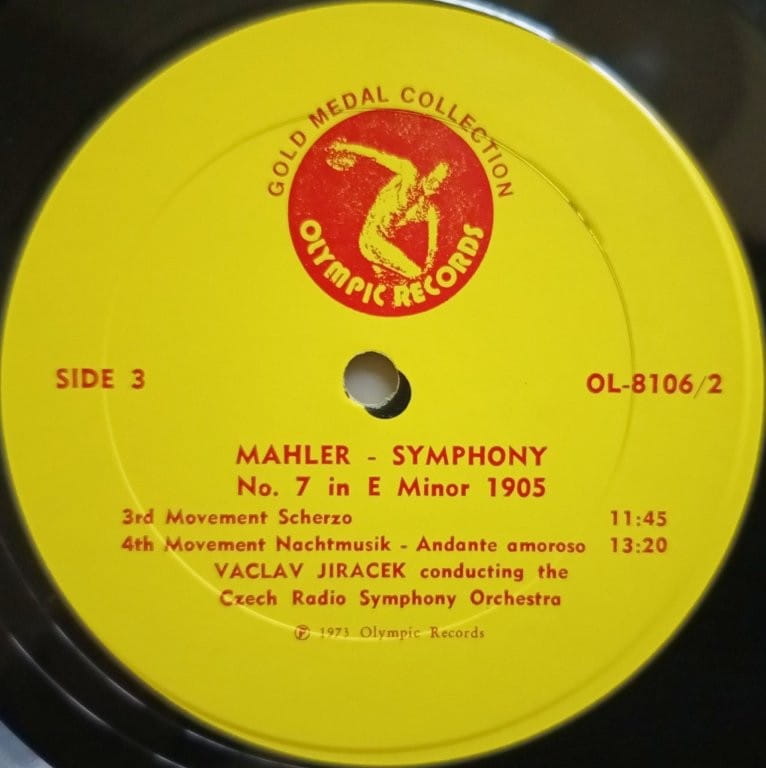 GOLD MEDAL COLLECTION
OLYMPIC RECORDS
SIDE 3
OL-8106/2
MAHLER - SYMPHONY
No. 7 in E Minor 1905
3rd Movement Scherzo 11:45
4th Movement Nachtmusik - Andante amoroso 13:20
VACLAV JIRACEK conducting the
Czech Radio Symphony Orchestra
℗ 1973 Olympic Records